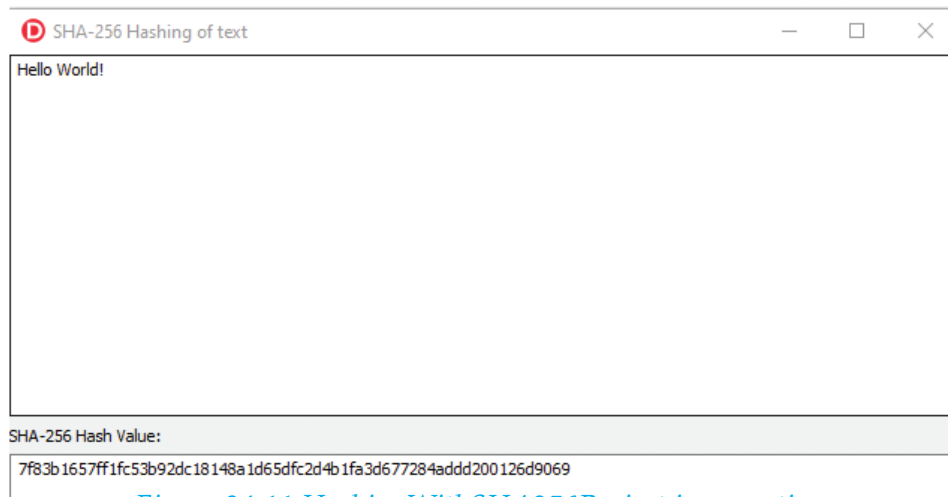 SHA-256 Hashing of text
Hello World!
SHA-256 Hash Value:
7f83b1657ff1fc53b92dc18148a1d65dfc2d4b1fa3d677284addd200126d9069